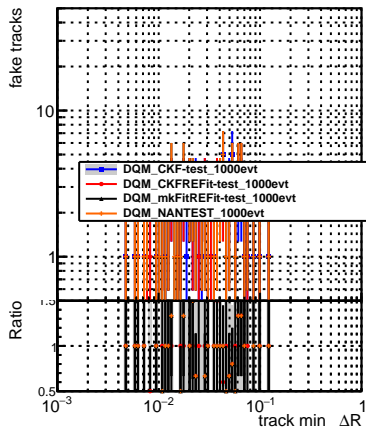 fake tracks
10
DQM_CKF-test_1000evt
DQM_CKFREFit-test_1000evt
DQM_mkFitREFit-test_1000evt
DQM_NANTEST_1000evt
1
Ratio
1.5
1
0.5
10⁻³ 10⁻² 10⁻¹ 1
track min ΔR